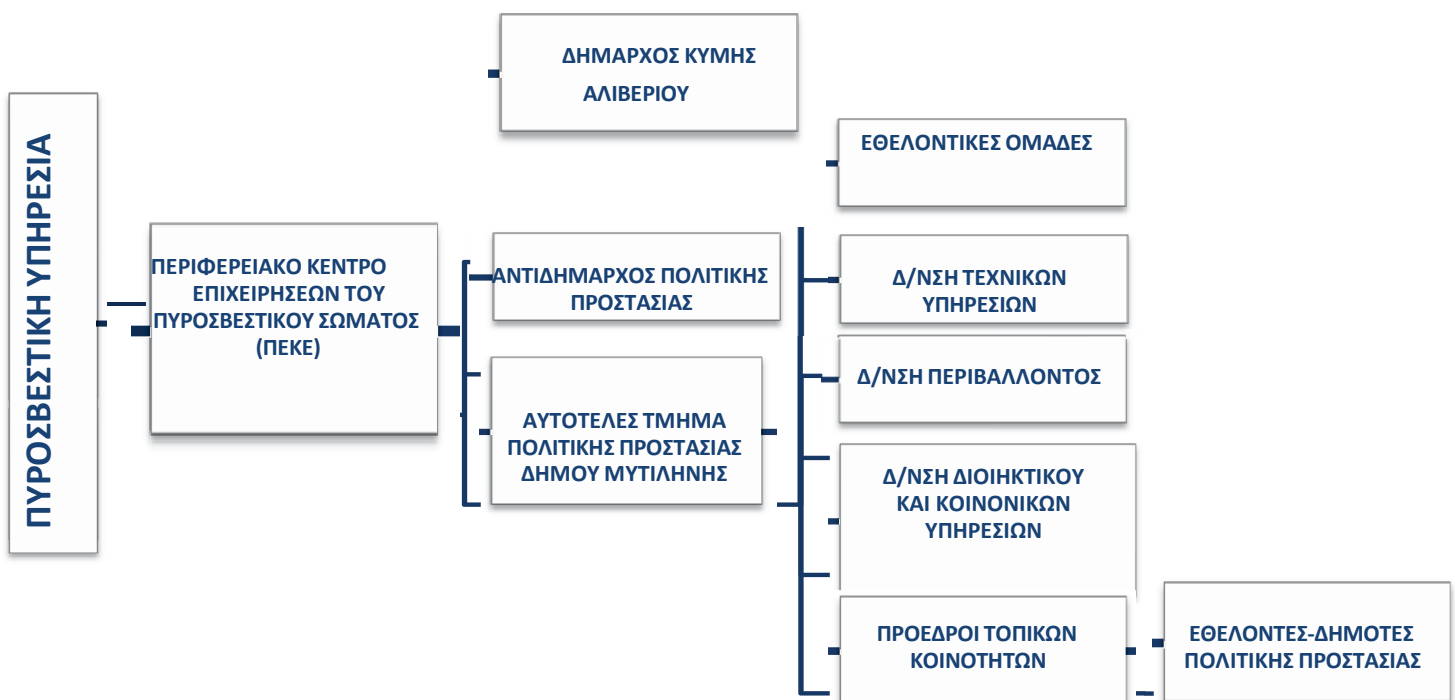 ΠΥΡΟΣΒΕΣΤΙΚΗ ΥΠΗΡΕΣΙΑ
ΠΕΡΙΦΕΡΕΙΑΚΟ ΚΕΝΤΡΟ
ΕΠΙΧΕΙΡΗΣΕΩΝ ΤΟΥ
ΠΥΡΟΣΒΕΣΤΙΚΟΥ ΣΩΜΑΤΟΣ
(ΠΕΚΕ)
ΔΗΜΑΡΧΟΣ ΚΥΜΗΣ
ΑΛΙΒΕΡΙΟΥ
ΑΝΤΙΔΗΜΑΡΧΟΣ ΠΟΛΙΤΙΚΗΣ
ΠΡΟΣΤΑΣΙΑΣ
ΑΥΤΟΤΕΛΕΣ ΤΜΗΜΑ
ΠΟΛΙΤΙΚΗΣ ΠΡΟΣΤΑΣΙΑΣ
ΔΗΜΟΥ ΜΥΤΙΛΗΝΗΣ
ΕΘΕΛΟΝΤΙΚΕΣ ΟΜΑΔΕΣ
Δ/ΝΣΗ ΤΕΧΝΙΚΩΝ
ΥΠΗΡΕΣΙΩΝ
Δ/ΝΣΗ ΠΕΡΙΒΑΛΛΟΝΤΟΣ
Δ/ΝΣΗ ΔΙΟΙΗΚΤΙΚΟΥ
ΚΑΙ ΚΟΙΝΟΝΙΚΩΝ
ΥΠΗΡΕΣΙΩΝ
ΠΡΟΕΔΡΟΙ ΤΟΠΙΚΩΝ
ΚΟΙΝΟΤΗΤΩΝ
ΕΘΕΛΟΝΤΕΣ-ΔΗΜΟΤΕΣ
ΠΟΛΙΤΙΚΗΣ ΠΡΟΣΤΑΣΙΑΣ